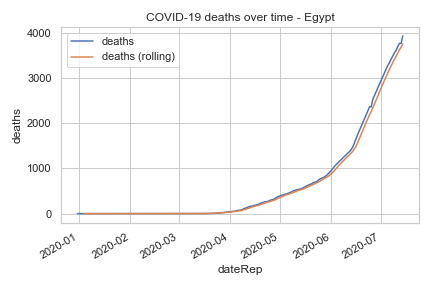 COVID-19 deaths over time - Egypt
deaths
deaths (rolling)
4000
3000
2000
1000
0
deaths
2020-01
2020-02
2020-03
2020-04
2020-05
2020-06
2020-07
dateRep